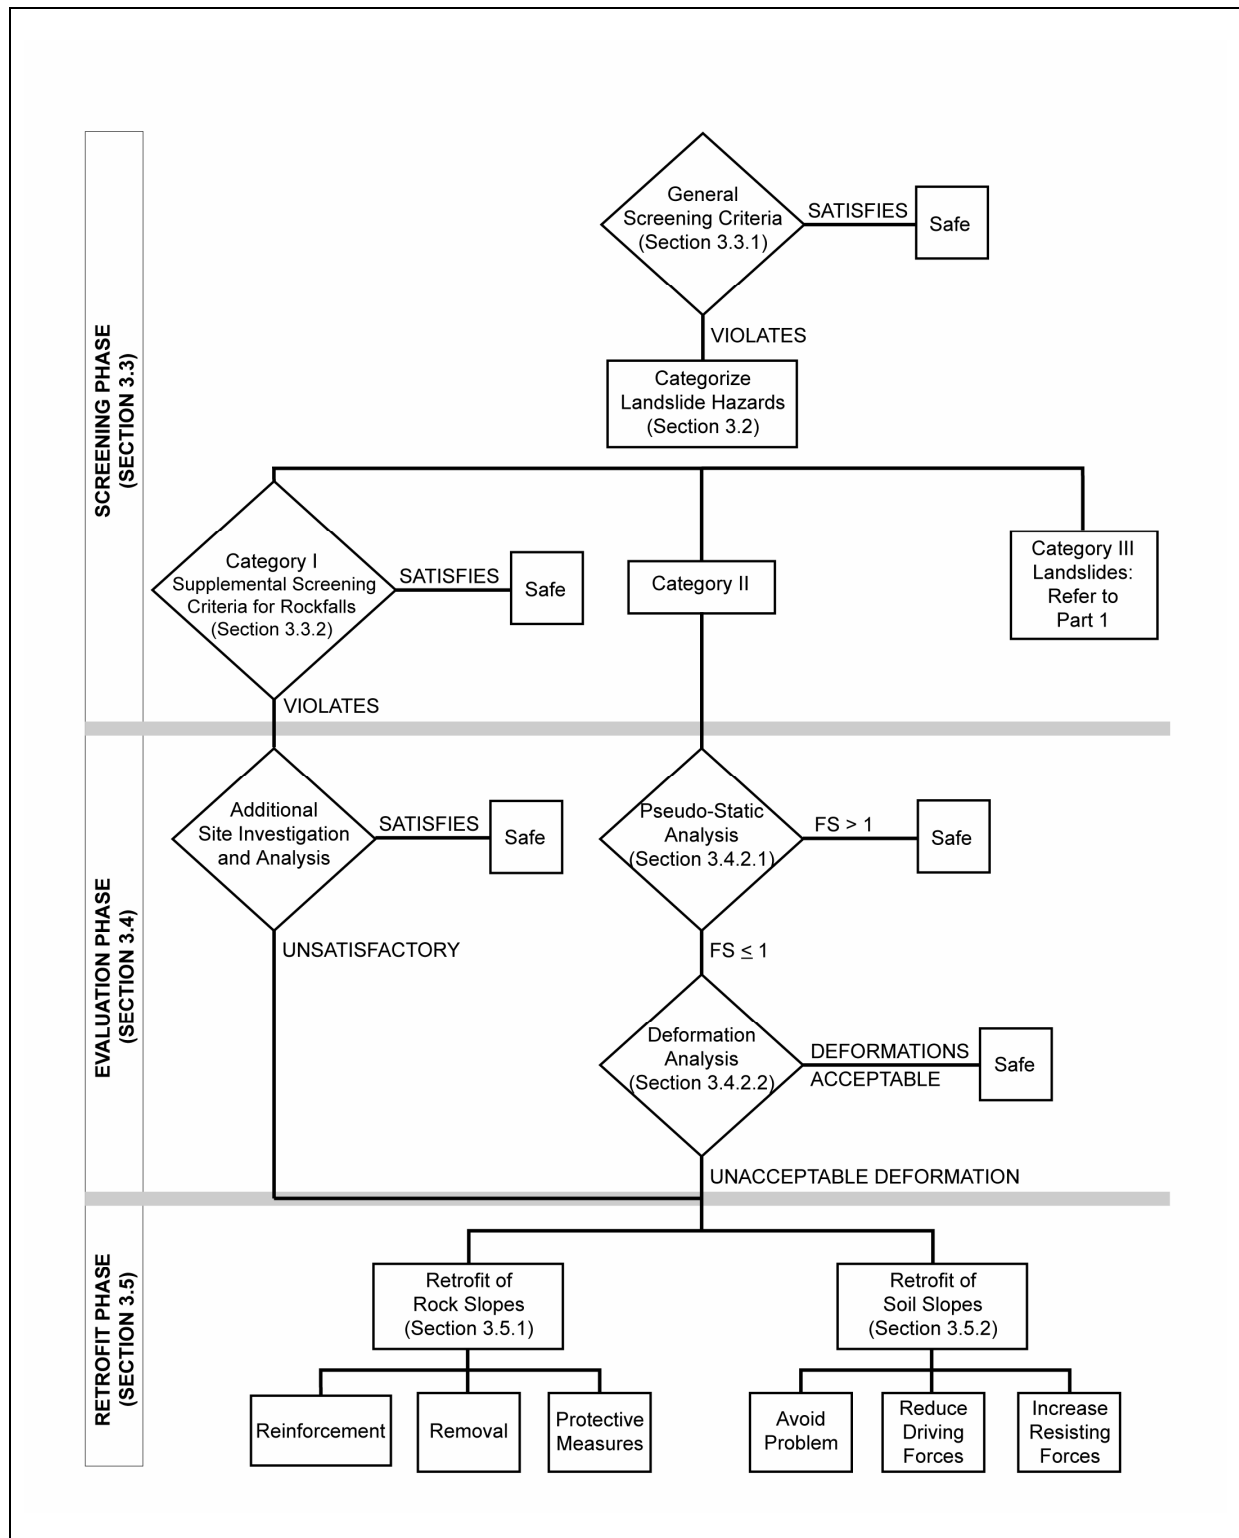 SCREENING PHASE
(SECTION 3.3)
General
Screening Criteria
(Section 3.3.1)
SATISFIES
Safe
VIOLATES
Categorize
Landslide Hazards
(Section 3.2)
Category I
Supplemental Screening
Criteria for Rockfalls
(Section 3.3.2)
SATISFIES
Safe
Category II
Category III
Landslides:
Refer to
Part 1
VIOLATES
EVALUATION PHASE
(SECTION 3.4)
Additional
Site Investigation
and Analysis
SATISFIES
Safe
Pseudo-Static
Analysis
(Section 3.4.2.1)
FS > 1
Safe
UNSATISFACTORY
FS ≤ 1
Deformation
Analysis
(Section 3.4.2.2)
DEFORMATIONS
ACCEPTABLE
Safe
UNACCEPTABLE DEFORMATION
RETROFIT PHASE
(SECTION 3.5)
Retrofit of
Rock Slopes
(Section 3.5.1)
Retrofit of
Soil Slopes
(Section 3.5.2)
Reinforcement
Removal
Protective
Measures
Avoid
Problem
Reduce
Driving
Forces
Increase
Resisting
Forces